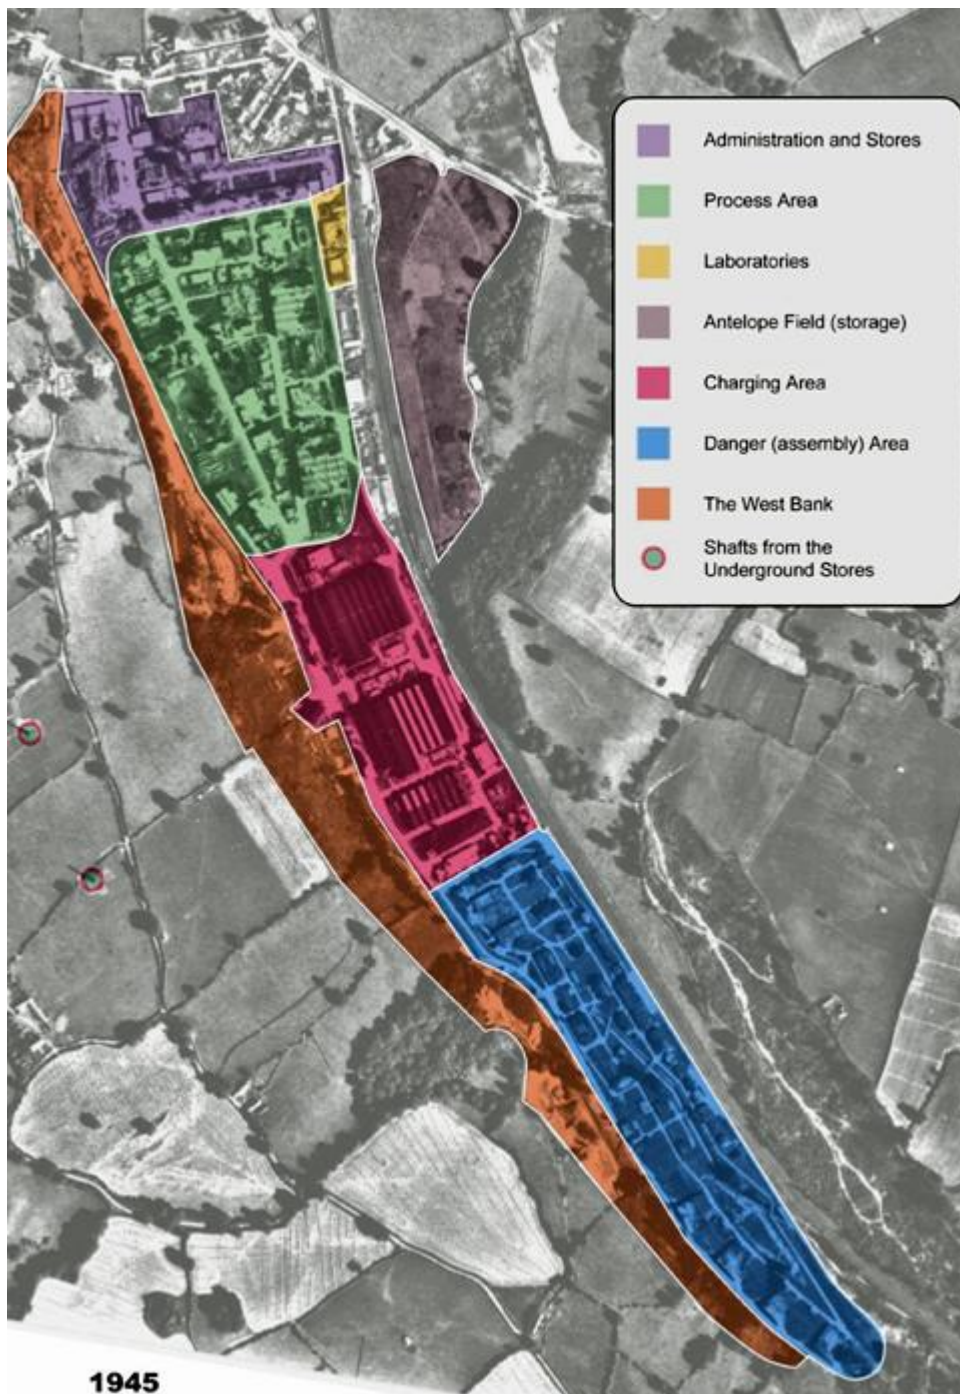 Administration and Stores
Process Area
Laboratories
Antelope Field (storage)
Charging Area
Danger (assembly) Area
The West Bank
Shafts from the
Underground Stores
1945